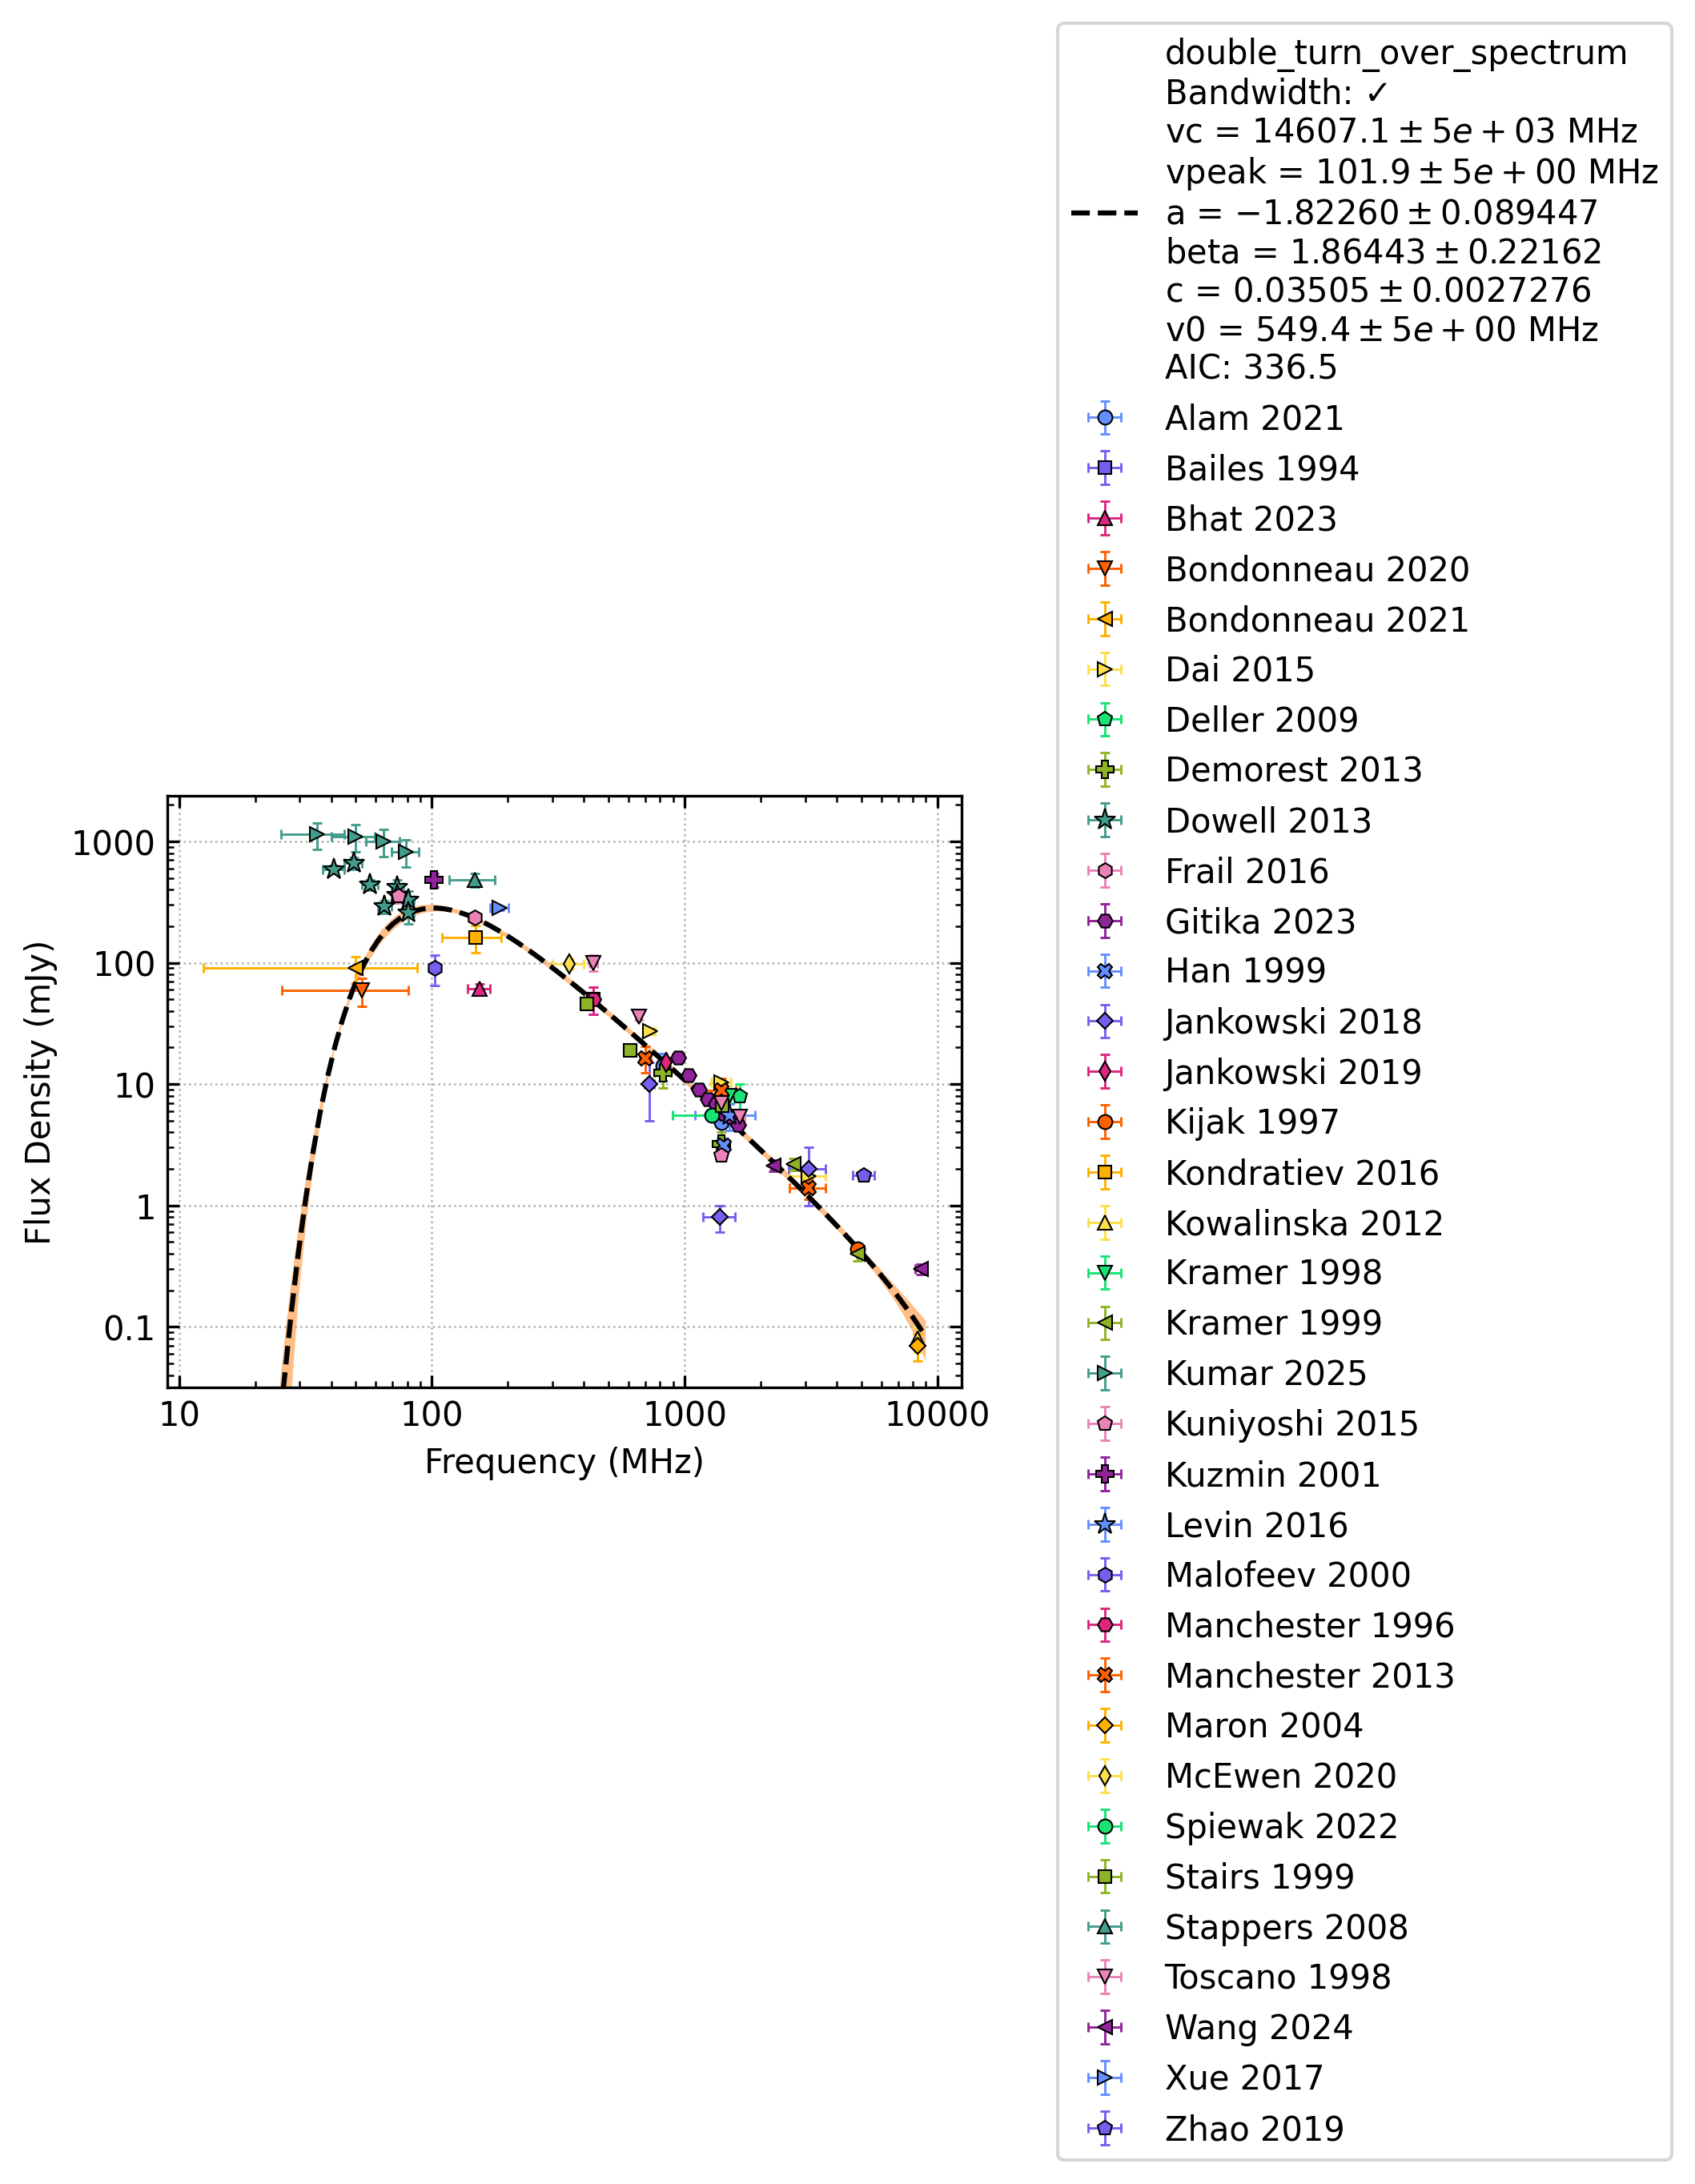 double_turn_over_spectrum
Bandwidth: ✓
vc = 14607.1 ± 5e + 03 MHz
vpeak = 101.9 ± 5e + 00 MHz
a = −1.82260 ± 0.089447
beta = 1.86443 ± 0.22162
c = 0.03505 ± 0.0027276
v0 = 549.4 ± 5e + 00 MHz
AIC: 336.5
Alam 2021
Bailes 1994
Bhat 2023
Bondonneau 2020
Bondonneau 2021
Dai 2015
Deller 2009
Demorest 2013
Dowell 2013
Frail 2016
Gitika 2023
Han 1999
Jankowski 2018
Jankowski 2019
Kijak 1997
Kondratiev 2016
Kowalinska 2012
Kramer 1998
Kramer 1999
Kumar 2025
Kuniyoshi 2015
Kuzmin 2001
Levin 2016
Malofeev 2000
Manchester 1996
Manchester 2013
Maron 2004
McEwen 2020
Spiewak 2022
Stairs 1999
Stappers 2008
Toscano 1998
Wang 2024
Xue 2017
Zhao 2019
Flux Density (mJy)
1000
100
10
1
0.1
10
100
1000
10000
Frequency (MHz)